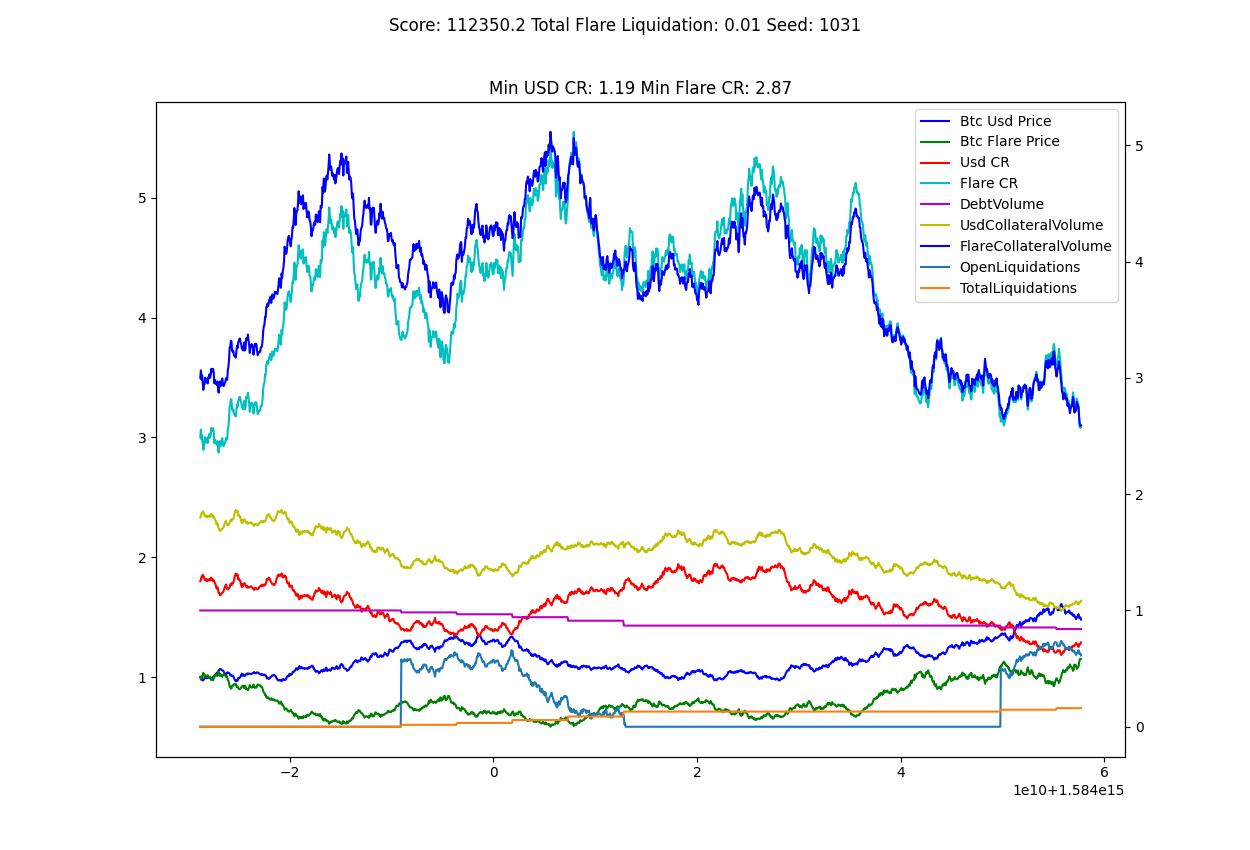 Score: 112350.2 Total Flare Liquidation: 0.01 Seed: 1031
Min USD CR: 1.19 Min Flare CR: 2.87
Btc Usd Price
Btc Flare Price
Usd CR
Flare CR
DebtVolume
UsdCollateralVolume
FlareCollateralVolume
OpenLiquidations
TotalLiquidations
5
4
3
2
1
5
4
3
2
1
0
−2
0
2
4
6
1e10+1.584e15